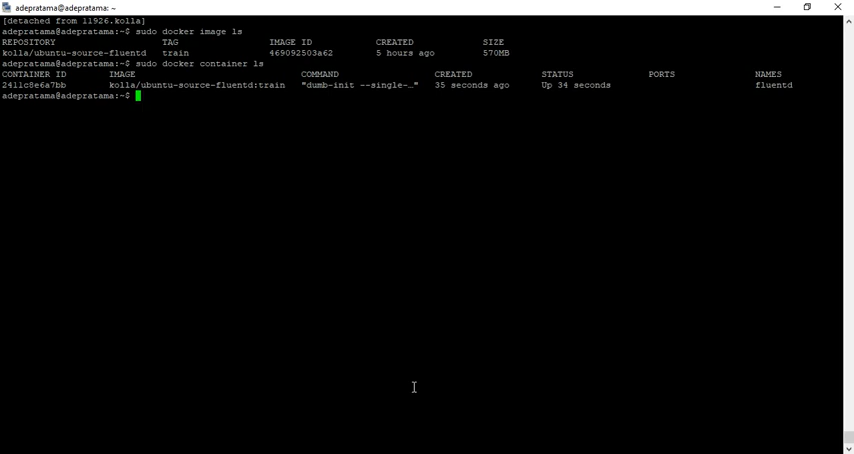 adepratama@adepratama: ~
[detached from 11926.kolla]
adepratama@adepratama:~$ sudo docker image ls
REPOSITORY TAG IMAGE ID CREATED SIZE
kolla/ubuntu-source-fluentd train 469092503a62 5 hours ago 570MB
adepratama@adepratama:~$ sudo docker container ls
CONTAINER ID IMAGE COMMAND CREATED STATUS PORTS NAMES
2411c8e6a7bb kolla/ubuntu-source-fluentd:train "dumb-init --single-…" 35 seconds ago Up 34 seconds fluentd
adepratama@adepratama:~$